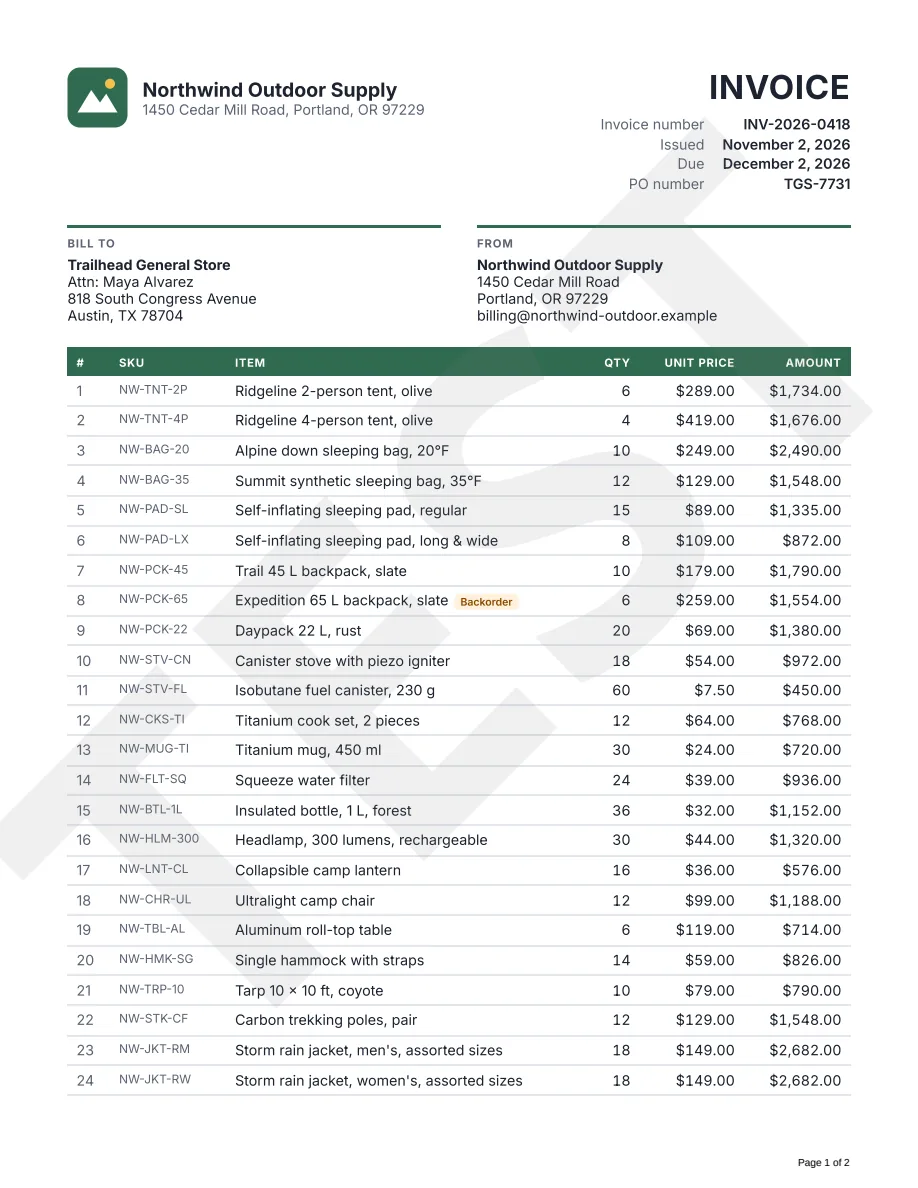 Northwind Outdoor Supply
1450 Cedar Mill Road, Portland, OR 97229
INVOICE
Invoice number INV-2026-0418
Issued November 2, 2026
Due December 2, 2026
PO number TGS-7731
BILL TO
Trailhead General Store
Attn: Maya Alvarez
818 South Congress Avenue
Austin, TX 78704
FROM
Northwind Outdoor Supply
1450 Cedar Mill Road
Portland, OR 97229
billing@northwind-outdoor.example
# SKU ITEM QTY UNIT PRICE AMOUNT
1 NW-TNT-2P Ridgeline 2-person tent, olive 6 $289.00 $1,734.00
2 NW-TNT-4P Ridgeline 4-person tent, olive 4 $419.00 $1,676.00
3 NW-BAG-20 Alpine down sleeping bag, 20°F 10 $249.00 $2,490.00
4 NW-BAG-35 Summit synthetic sleeping bag, 35°F 12 $129.00 $1,548.00
5 NW-PAD-SL Self-inflating sleeping pad, regular 15 $89.00 $1,335.00
6 NW-PAD-LX Self-inflating sleeping pad, long & wide 8 $109.00 $872.00
7 NW-PCK-45 Trail 45 L backpack, slate 10 $179.00 $1,790.00
8 NW-PCK-65 Expedition 65 L backpack, slate Backorder 6 $259.00 $1,554.00
9 NW-PCK-22 Daypack 22 L, rust 20 $69.00 $1,380.00
10 NW-STV-CN Canister stove with piezo igniter 18 $54.00 $972.00
11 NW-STV-FL Isobutane fuel canister, 230 g 60 $7.50 $450.00
12 NW-CKS-TI Titanium cook set, 2 pieces 12 $64.00 $768.00
13 NW-MUG-TI Titanium mug, 450 ml 30 $24.00 $720.00
14 NW-FLT-SQ Squeeze water filter 24 $39.00 $936.00
15 NW-BTL-1L Insulated bottle, 1 L, forest 36 $32.00 $1,152.00
16 NW-HLM-300 Headlamp, 300 lumens, rechargeable 30 $44.00 $1,320.00
17 NW-LNT-CL Collapsible camp lantern 16 $36.00 $576.00
18 NW-CHR-UL Ultralight camp chair 12 $99.00 $1,188.00
19 NW-TBL-AL Aluminum roll-top table 6 $119.00 $714.00
20 NW-HMK-SG Single hammock with straps 14 $59.00 $826.00
21 NW-TRP-10 Tarp 10 × 10 ft, coyote 10 $79.00 $790.00
22 NW-STK-CF Carbon trekking poles, pair 12 $129.00 $1,548.00
23 NW-JKT-RM Storm rain jacket, men's, assorted sizes 18 $149.00 $2,682.00
24 NW-JKT-RW Storm rain jacket, women's, assorted sizes 18 $149.00 $2,682.00
TEST
Page 1 of 2